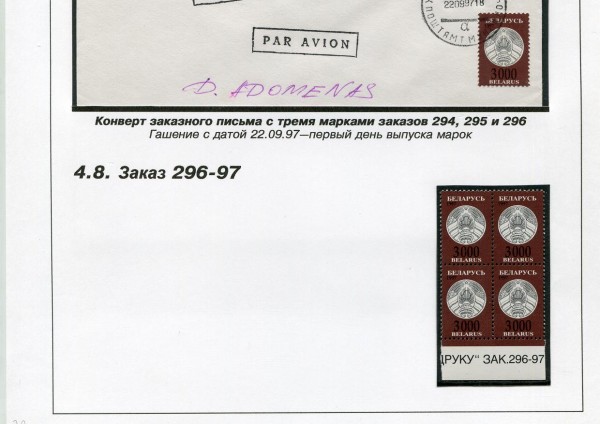 22099718
ПОШТАМТ
а
БЕЛАРУСЬ
3000
BELARUS
PAR AVION
D. ADOMENAS
Конверт заказного письма с тремя марками заказов 294, 295 и 296
Гашение с датой 22.09.97—первый день выпуска марок
4.8. Заказ 296-97
БЕЛАРУСЬ БЕЛАРУСЬ
3000 3000
BELARUS BELARUS
БЕЛАРУСЬ БЕЛАРУСЬ
3000 3000
BELARUS BELARUS
ДРУКУ" ЗАК.296-97